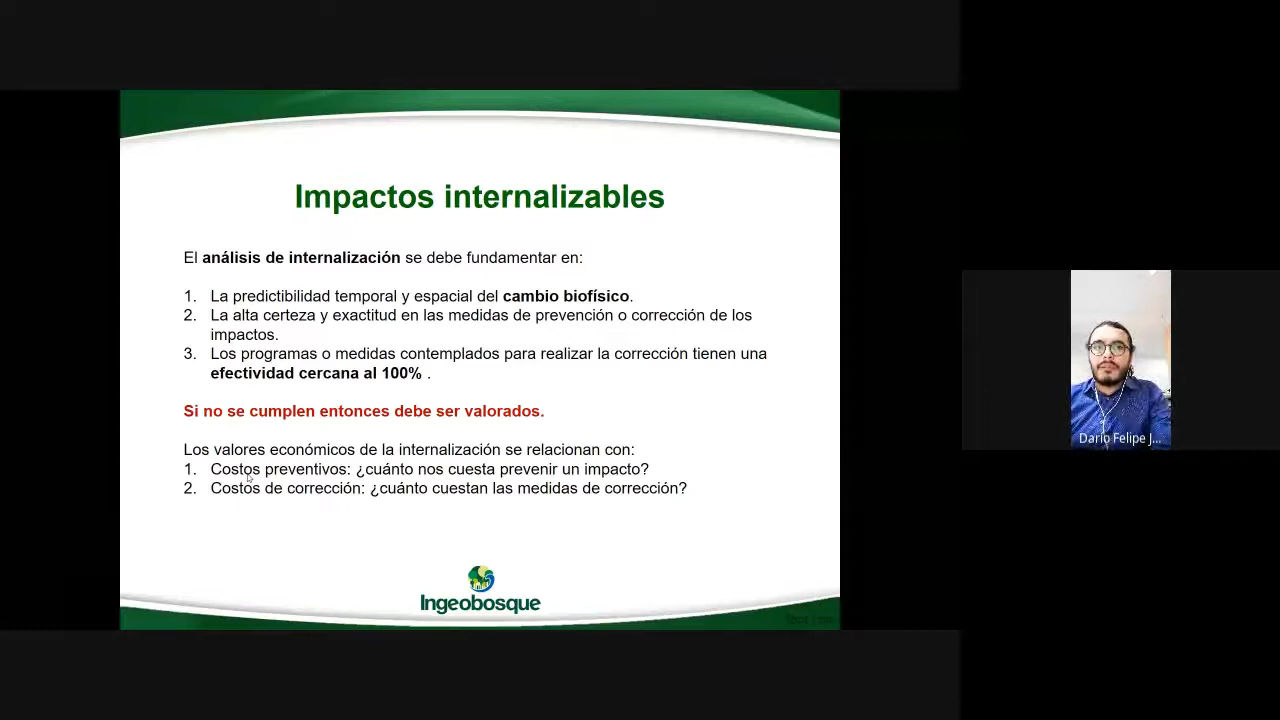 Impactos internalizables
El análisis de internalización se debe fundamentar en:
1. La predictibilidad temporal y espacial del cambio biofísico.
2. La alta certeza y exactitud en las medidas de prevención o corrección de los
impactos.
3. Los programas o medidas contemplados para realizar la corrección tienen una
efectividad cercana al 100% .
Si no se cumplen entonces debe ser valorados.
Los valores económicos de la internalización se relacionan con:
1. Costos preventivos: ¿cuánto nos cuesta prevenir un impacto?
2. Costos de corrección: ¿cuánto cuestan las medidas de corrección?
Ingeobosque
Dario Felipe J...